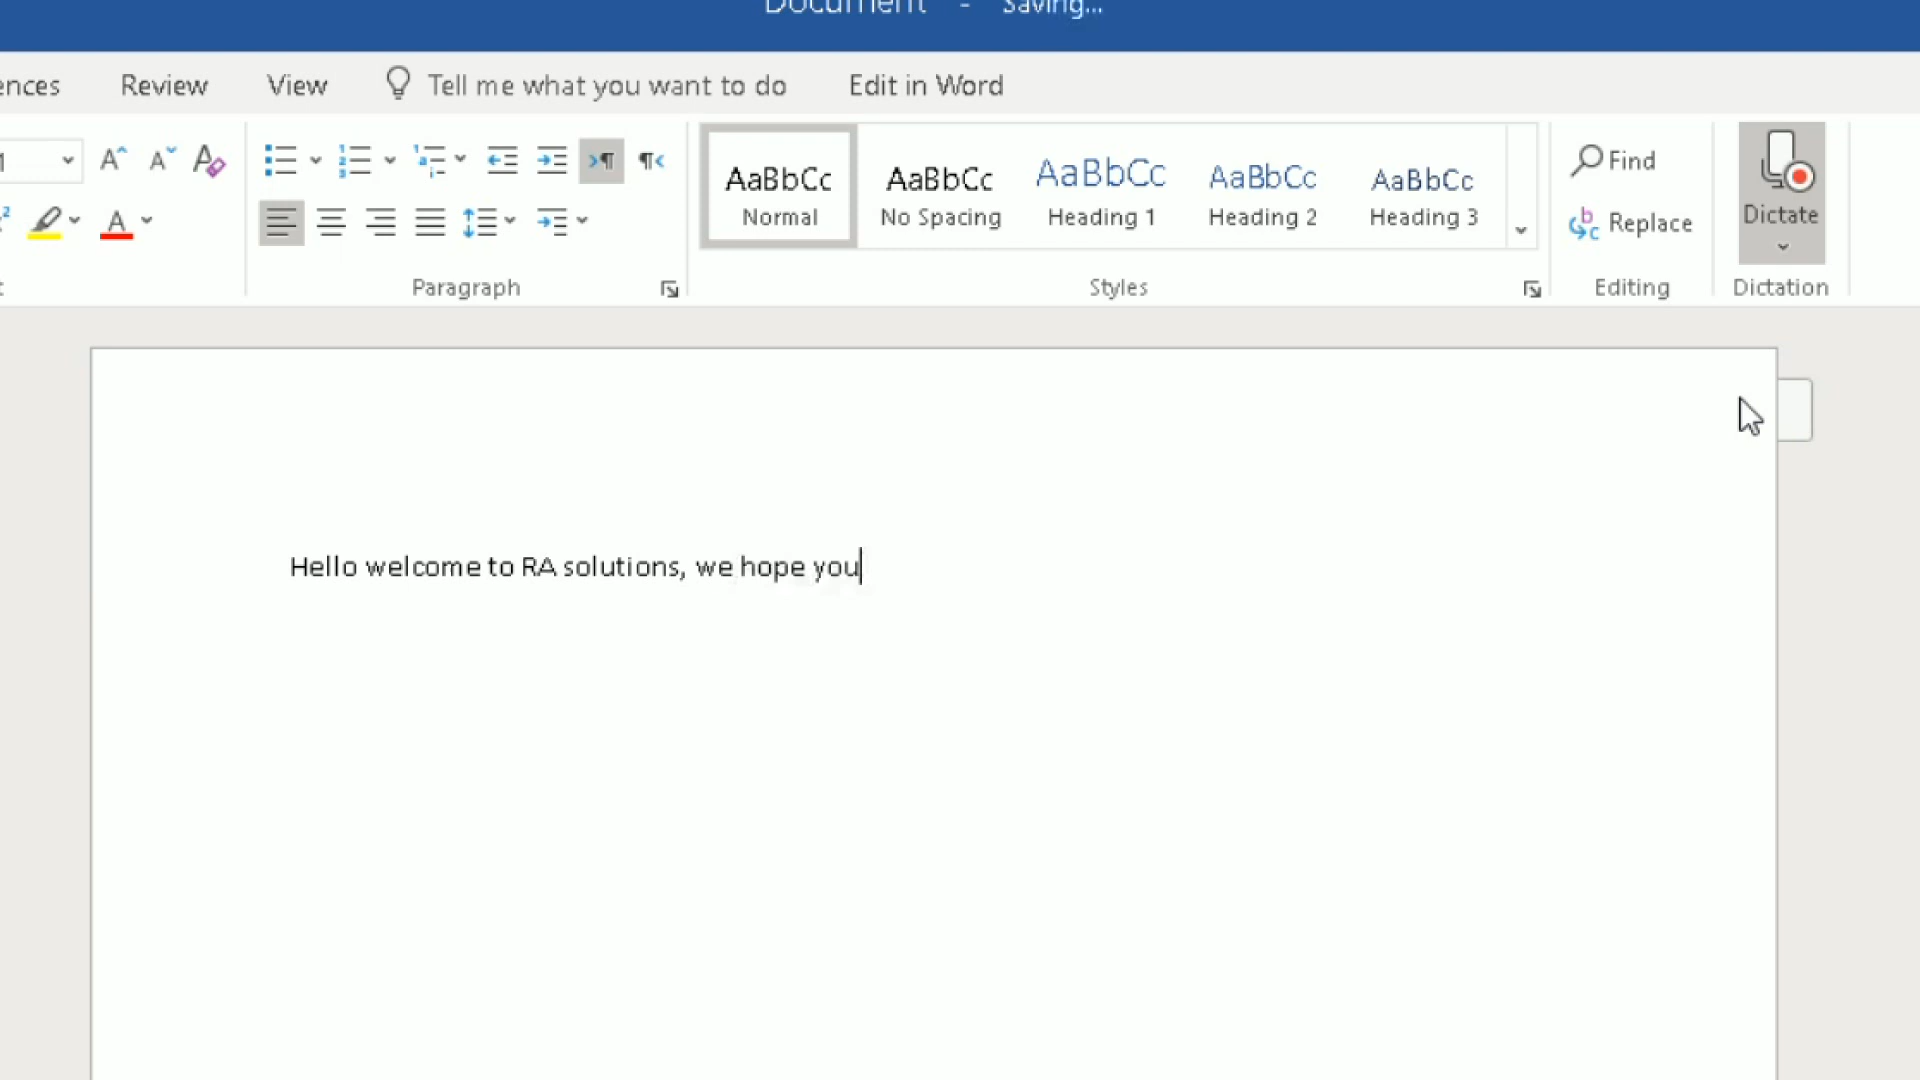 Document - Saving...
ences Review View Tell me what you want to do Edit in Word
AaBbCc AaBbCc AaBbCc AaBbCc AaBbCc
Normal No Spacing Heading 1 Heading 2 Heading 3
Find
Replace
Dictate
Paragraph Styles Editing Dictation
Hello welcome to RA solutions, we hope you